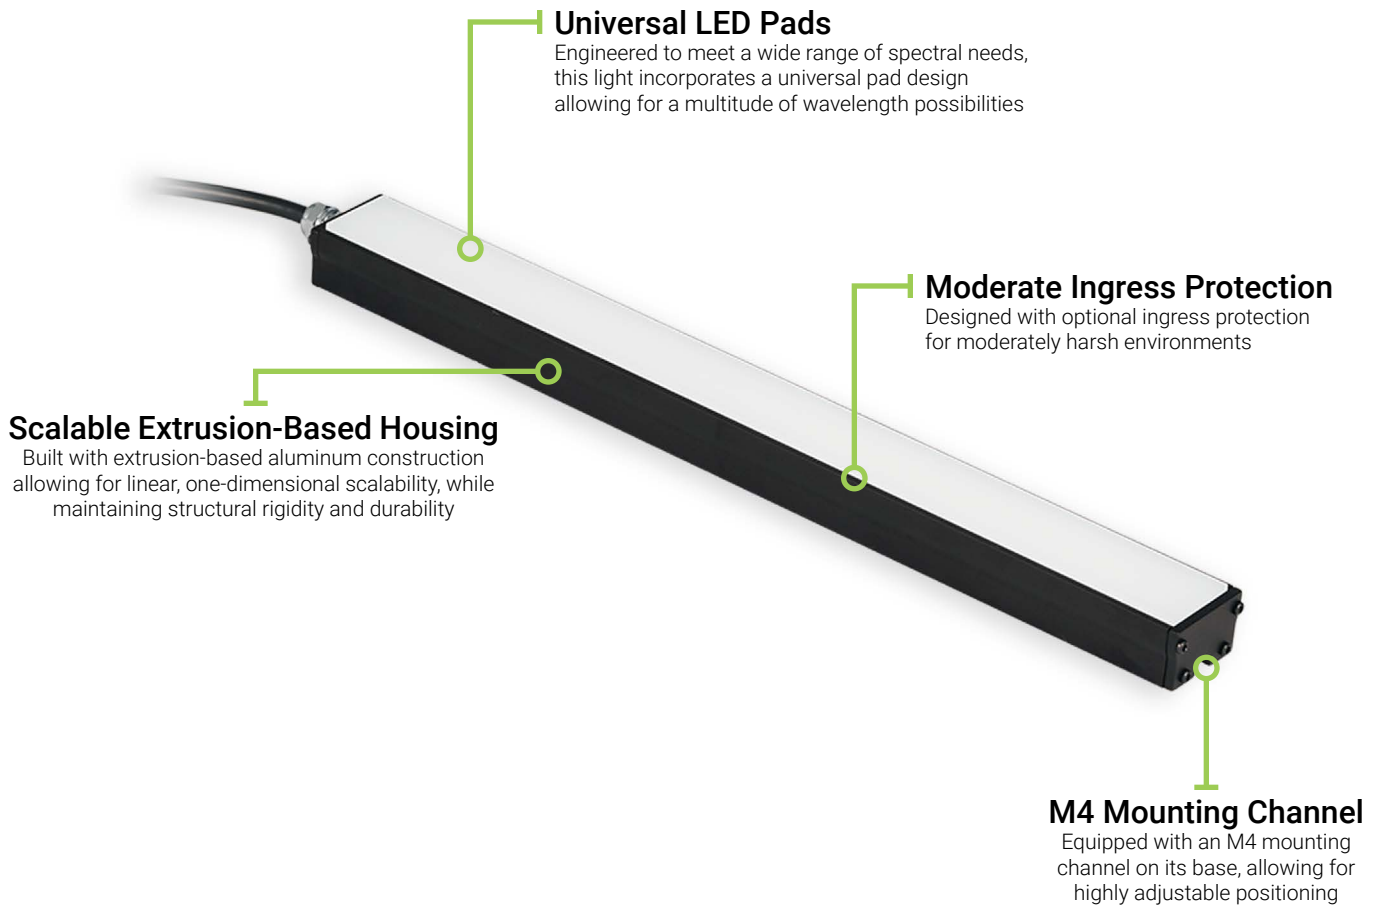 Universal LED Pads
Engineered to meet a wide range of spectral needs,
this light incorporates a universal pad design
allowing for a multitude of wavelength possibilities
Moderate Ingress Protection
Designed with optional ingress protection
for moderately harsh environments
Scalable Extrusion-Based Housing
Built with extrusion-based aluminum construction
allowing for linear, one-dimensional scalability, while
maintaining structural rigidity and durability
M4 Mounting Channel
Equipped with an M4 mounting
channel on its base, allowing for
highly adjustable positioning